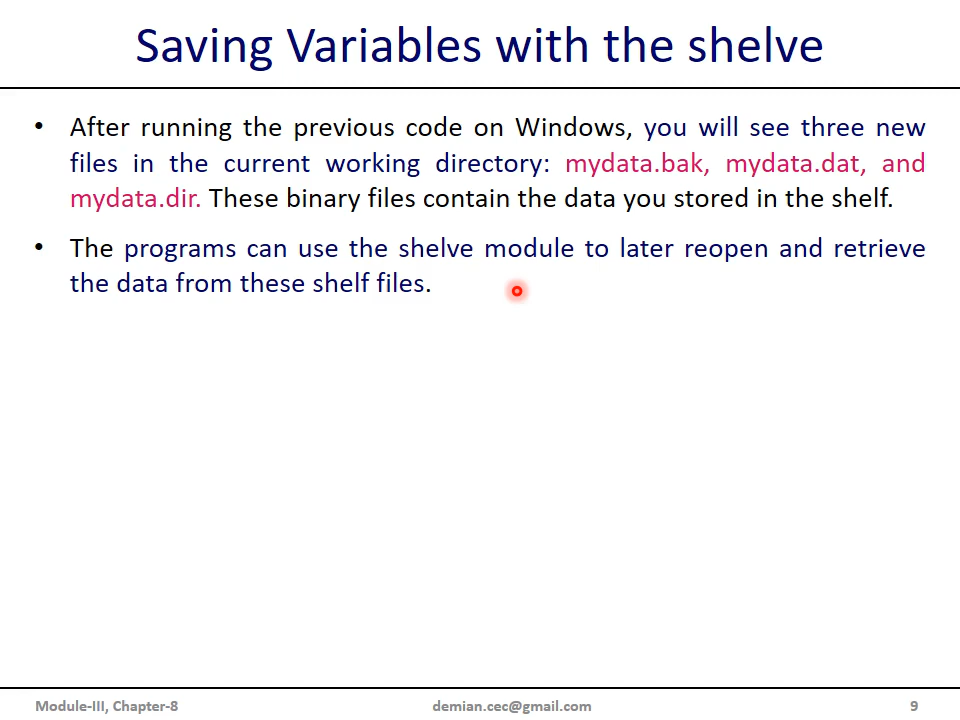 Saving Variables with the shelve
• After running the previous code on Windows, you will see three new
files in the current working directory: mydata.bak, mydata.dat, and
mydata.dir. These binary files contain the data you stored in the shelf.
• The programs can use the shelve module to later reopen and retrieve
the data from these shelf files.
Module-III, Chapter-8 demian.cec@gmail.com 9